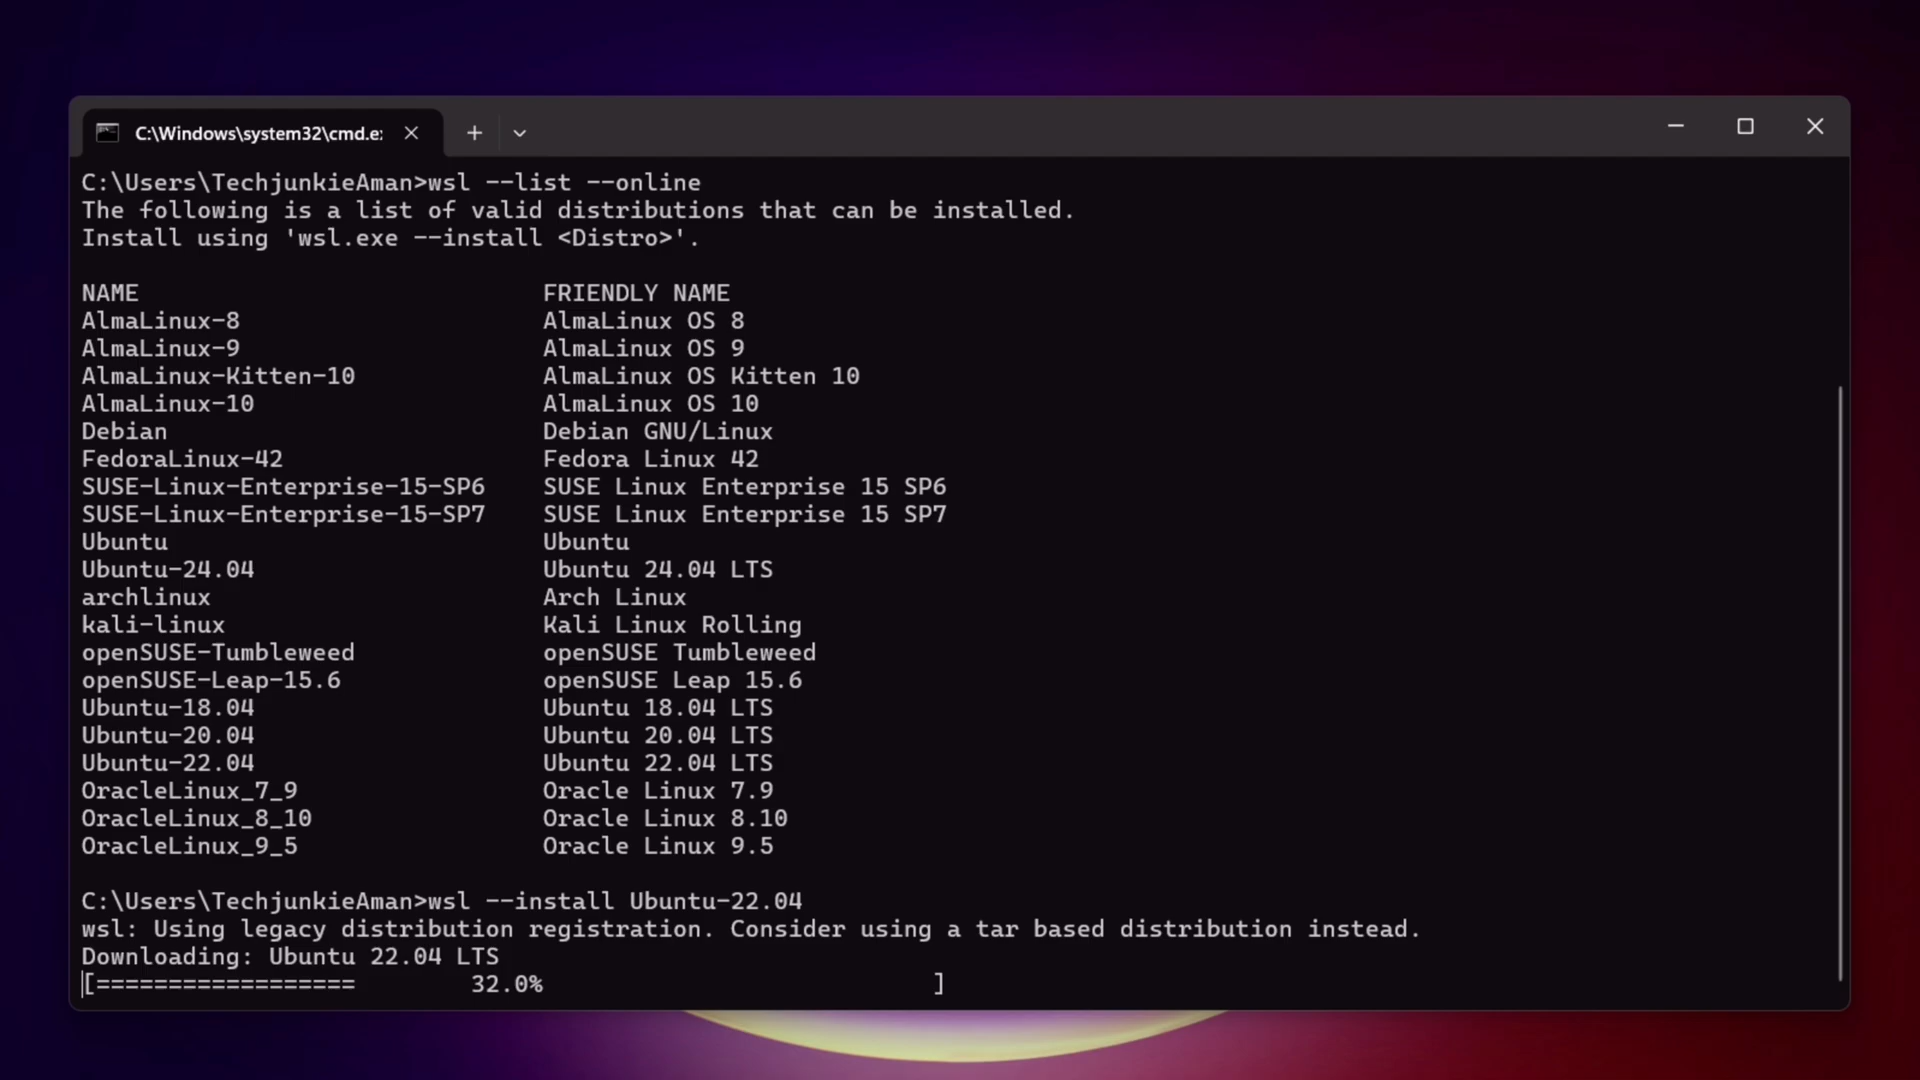 C:\Windows\system32\cmd.e
C:\Users\TechjunkieAman>wsl --list --online
The following is a list of valid distributions that can be installed.
Install using 'wsl.exe --install <Distro>'.
NAME FRIENDLY NAME
AlmaLinux-8 AlmaLinux OS 8
AlmaLinux-9 AlmaLinux OS 9
AlmaLinux-Kitten-10 AlmaLinux OS Kitten 10
AlmaLinux-10 AlmaLinux OS 10
Debian Debian GNU/Linux
FedoraLinux-42 Fedora Linux 42
SUSE-Linux-Enterprise-15-SP6 SUSE Linux Enterprise 15 SP6
SUSE-Linux-Enterprise-15-SP7 SUSE Linux Enterprise 15 SP7
Ubuntu Ubuntu
Ubuntu-24.04 Ubuntu 24.04 LTS
archlinux Arch Linux
kali-linux Kali Linux Rolling
openSUSE-Tumbleweed openSUSE Tumbleweed
openSUSE-Leap-15.6 openSUSE Leap 15.6
Ubuntu-18.04 Ubuntu 18.04 LTS
Ubuntu-20.04 Ubuntu 20.04 LTS
Ubuntu-22.04 Ubuntu 22.04 LTS
OracleLinux_7_9 Oracle Linux 7.9
OracleLinux_8_10 Oracle Linux 8.10
OracleLinux_9_5 Oracle Linux 9.5
C:\Users\TechjunkieAman>wsl --install Ubuntu-22.04
wsl: Using legacy distribution registration. Consider using a tar based distribution instead.
Downloading: Ubuntu 22.04 LTS
[================== 32.0% ]